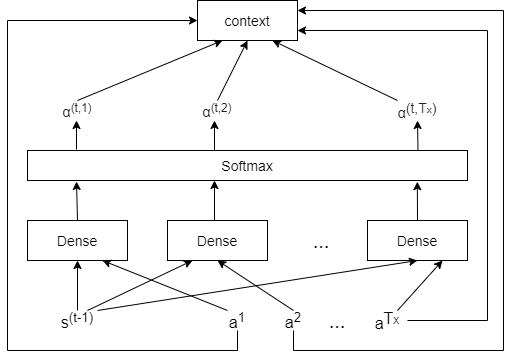 context
α(t,1) α(t,2) α(t,Tx)
Softmax
Dense Dense ... Dense
s(t-1) a1 a2 ... aTx